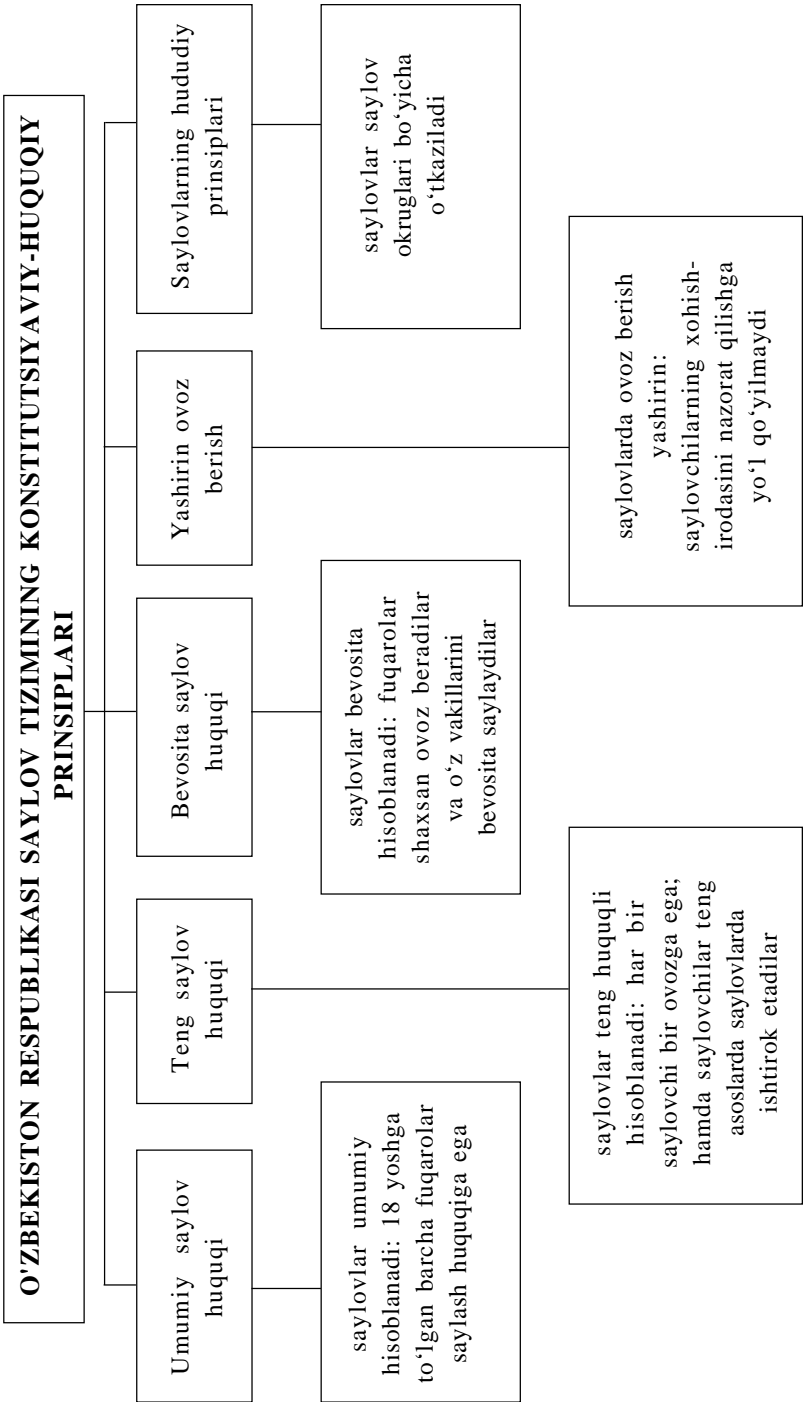 O'ZBEKISTON RESPUBLIKASI SAYLOV TIZIMINING KONSTITUTSIYAVIY-HUQUQIY
PRINSIPLARI
Umumiy saylov
huquqi
Teng saylov
huquqi
Bevosita saylov
huquqi
Yashirin ovoz
berish
Saylovlarning hududiy
prinsiplari
saylovlar umumiy
hisoblanadi: 18 yoshga
to‘lgan barcha fuqarolar
saylash huquqiga ega
saylovlar bevosita
hisoblanadi: fuqarolar
shaxsan ovoz beradilar
va o‘z vakillarini
bevosita saylaydilar
saylovlar saylov
okruglari bo‘yicha
o‘tkaziladi
saylovlar teng huquqli
hisoblanadi: har bir
saylovchi bir ovozga ega;
hamda saylovchilar teng
asoslarda saylovlarda
ishtirok etadilar
saylovlarda ovoz berish
yashirin:
saylovchilarning xohish-
irodasini nazorat qilishga
yo‘l qo‘yilmaydi